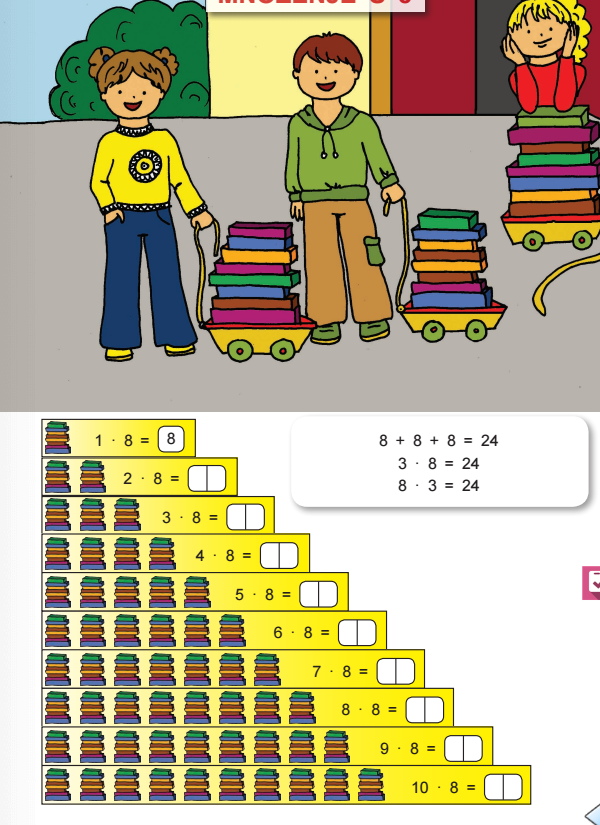 1 · 8 = 8
8 + 8 + 8 = 24
3 · 8 = 24
8 · 3 = 24
2 · 8 =
3 · 8 =
4 · 8 =
5 · 8 =
6 · 8 =
7 · 8 =
8 · 8 =
9 · 8 =
10 · 8 =